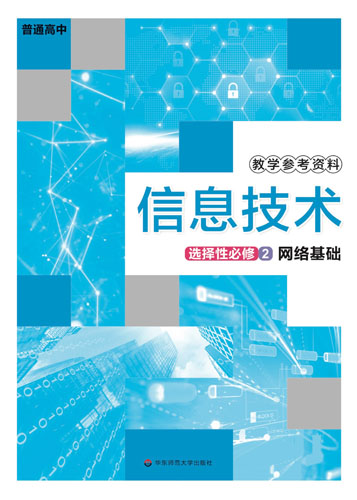 普通高中
教学参考资料
信息技术
选择性必修2 网络基础
华东师范大学出版社